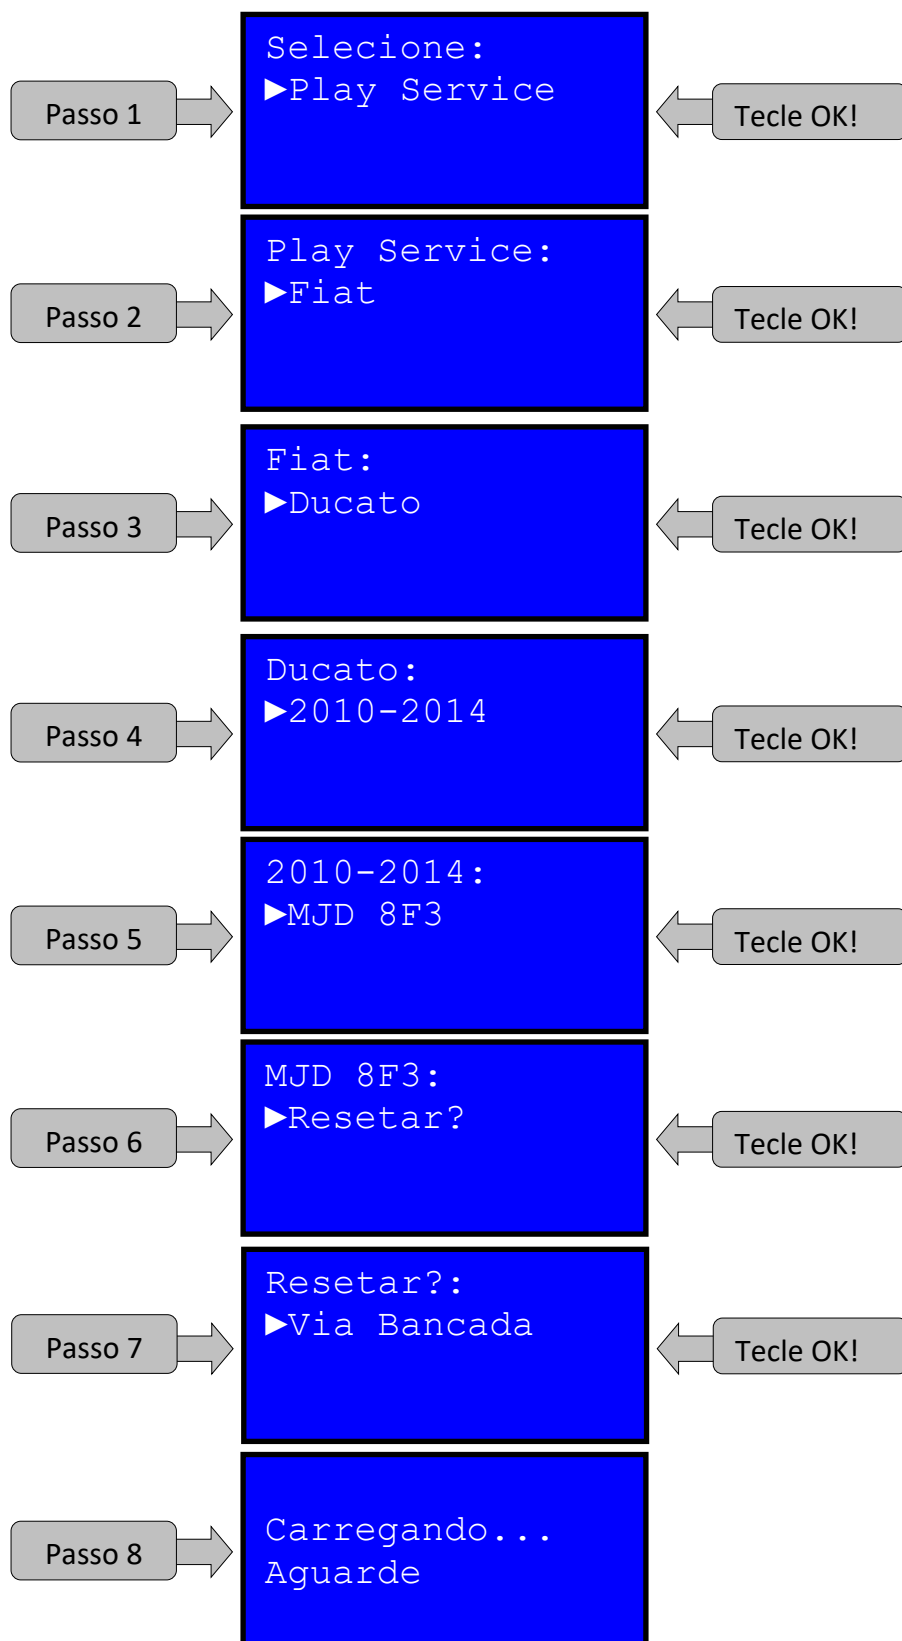 Passo 1
Selecione:
►Play Service
Tecle OK!
Passo 2
Play Service:
►Fiat
Tecle OK!
Passo 3
Fiat:
►Ducato
Tecle OK!
Passo 4
Ducato:
►2010-2014
Tecle OK!
Passo 5
2010-2014:
►MJD 8F3
Tecle OK!
Passo 6
MJD 8F3:
►Resetar?
Tecle OK!
Passo 7
Resetar?:
►Via Bancada
Tecle OK!
Passo 8
Carregando...
Aguarde